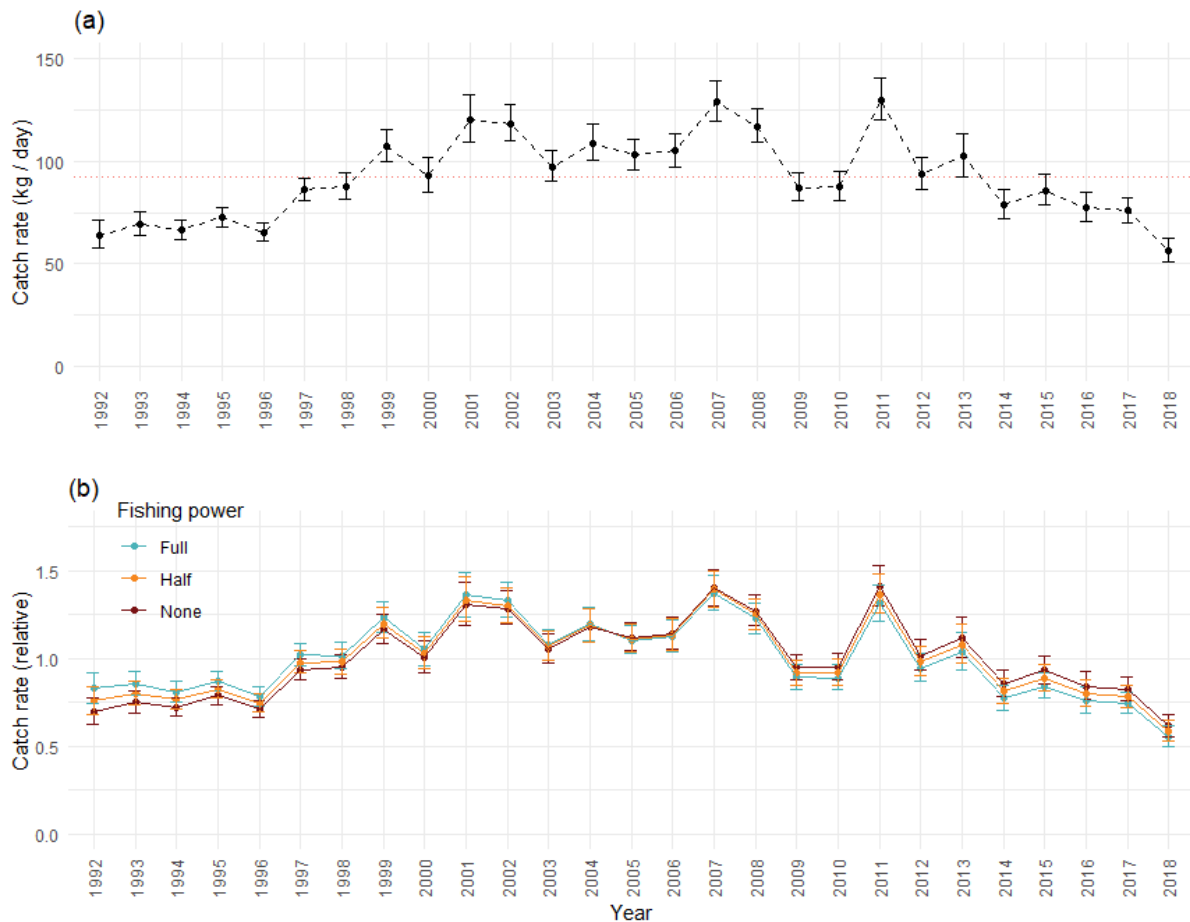 (a)
Catch rate (kg / day)
150
100
50
0
1992 1993 1994 1995 1996 1997 1998 1999 2000 2001 2002 2003 2004 2005 2006 2007 2008 2009 2010 2011 2012 2013 2014 2015 2016 2017 2018
(b)
Fishing power
Full
Half
None
Catch rate (relative)
1.5
1.0
0.5
0.0
1992 1993 1994 1995 1996 1997 1998 1999 2000 2001 2002 2003 2004 2005 2006 2007 2008 2009 2010 2011 2012 2013 2014 2015 2016 2017 2018
Year